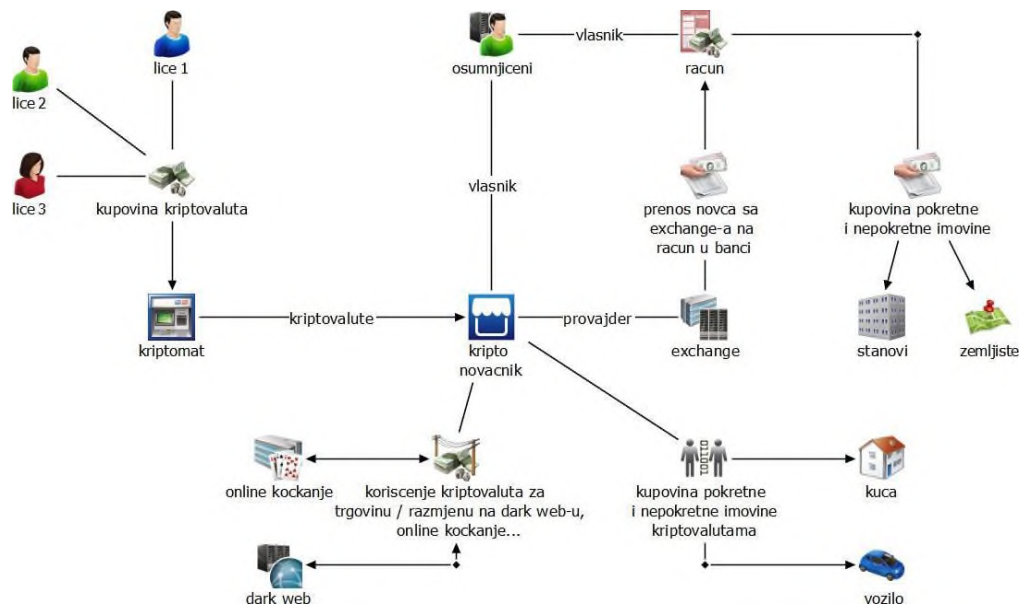 lice 1
lice 2
lice 3
kupovina kriptovaluta
kriptomat
kriptovalute
osumnjiceni
vlasnik
racun
vlasnik
prenos novca sa
exchange-a na
racun u banci
kupovina pokretne
i nepokretne imovine
stanovi
zemljiste
kripto
novacnik
provajder
exchange
online kockanje
koriscenje kriptovaluta za
trgovinu / razmjenu na dark web-u,
online kockanje...
dark web
kupovina pokretne
i nepokretne imovine
kriptovalutama
kuca
vozilo